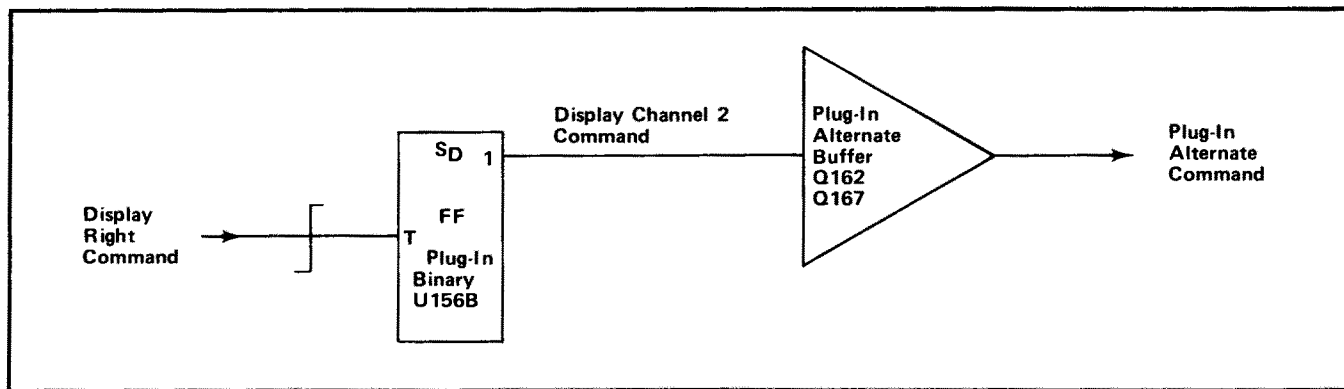 Display
Right
Command
SD 1
FF
T
Plug-In
Binary
U156B
Display Channel 2
Command
Plug-In
Alternate
Buffer
Q162
Q167
Plug-In
Alternate
Command